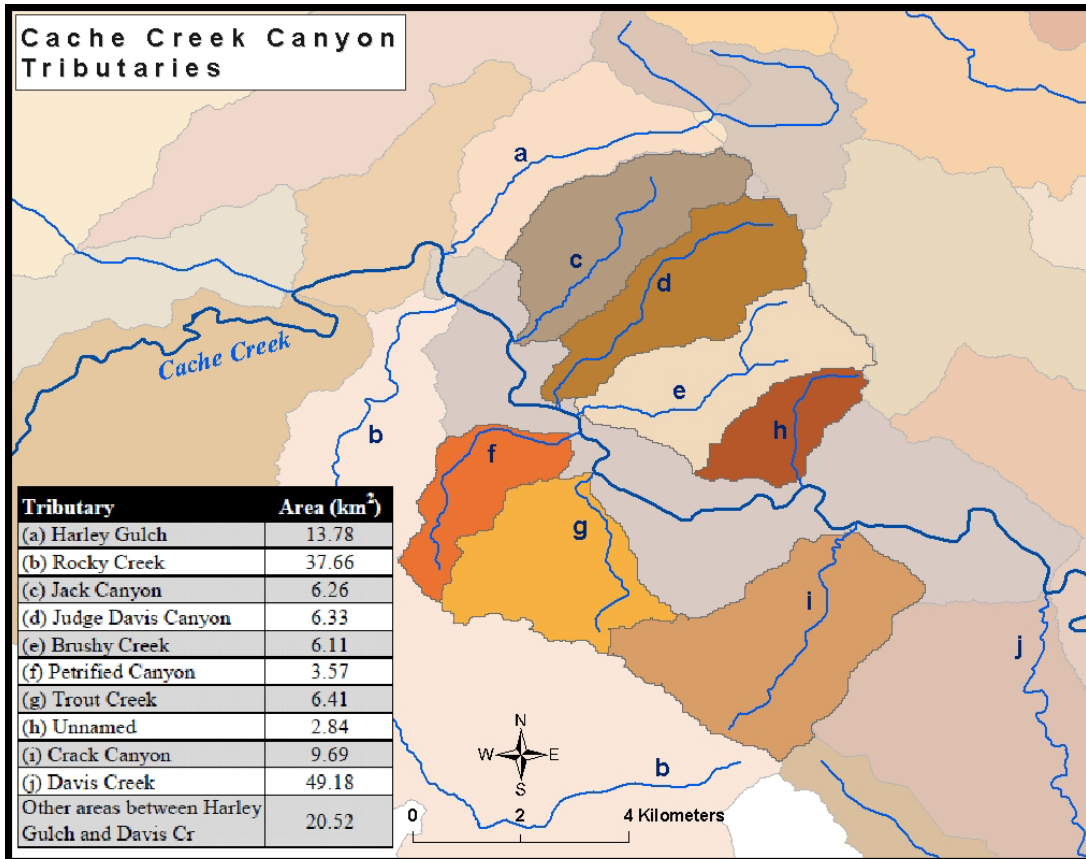 Cache Creek Canyon
Tributaries
a
c
d
Cache Creek
e
b
h
f
g
i
j
Tributary Area (km²)
(a) Harley Gulch 13.78
(b) Rocky Creek 37.66
(c) Jack Canyon 6.26
(d) Judge Davis Canyon 6.33
(e) Brushy Creek 6.11
(f) Petrified Canyon 3.57
(g) Trout Creek 6.41
(h) Unnamed 2.84
(i) Crack Canyon 9.69
(j) Davis Creek 49.18
Other areas between Harley
Gulch and Davis Cr 20.52
N
W E
S
b
0 2 4 Kilometers